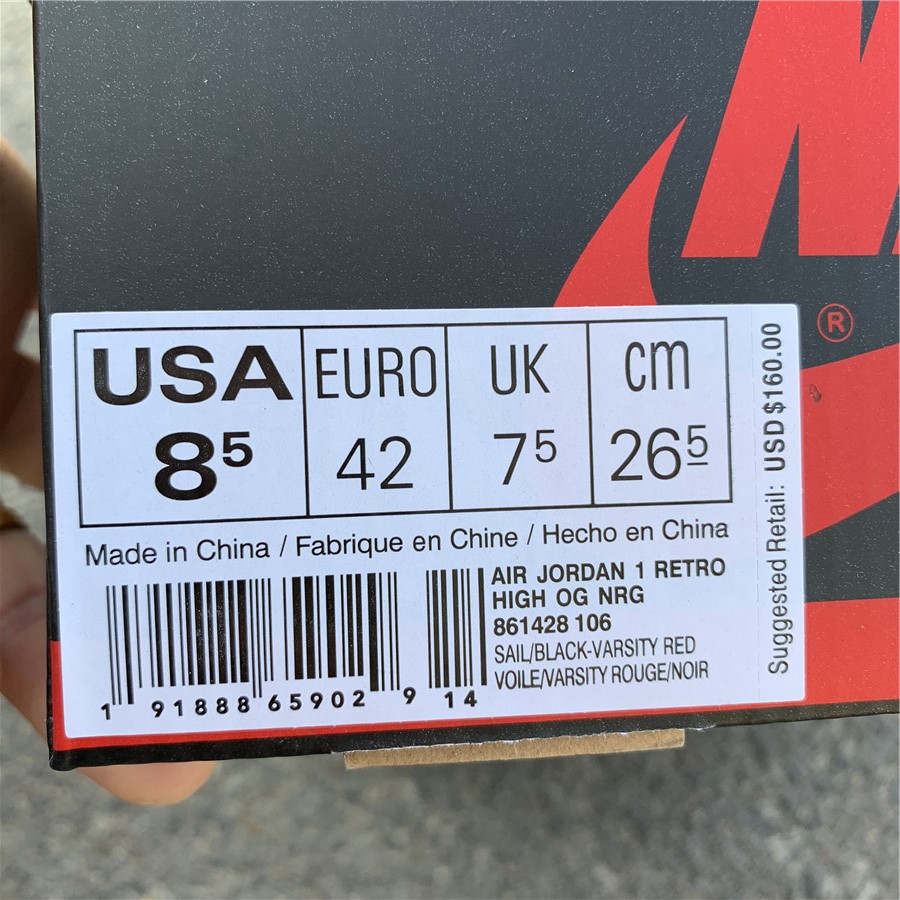 USA EURO UK cm
8⁵ 42 7⁵ 26⁵
Made in China / Fabrique en Chine / Hecho en China
AIR JORDAN 1 RETRO
HIGH OG NRG
861428 106
SAIL/BLACK-VARSITY RED
VOILE/VARSITY ROUGE/NOIR
1 91888 65902 9 14
Suggested Retail: USD $160.00
®